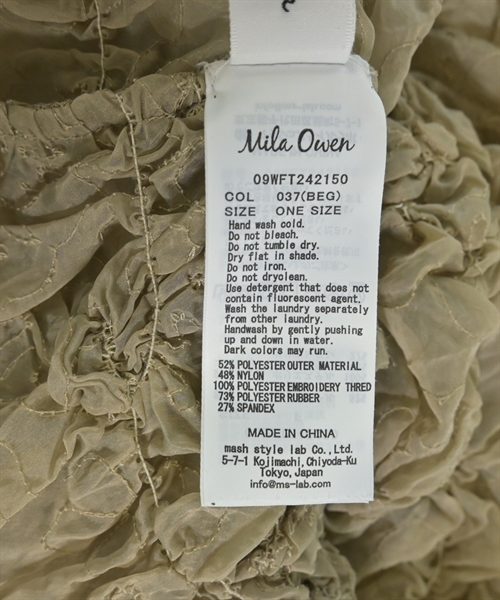 Mila Owen
09WFT242150
COL 037(BEG)
SIZE ONE SIZE
Hand wash cold.
Do not bleach.
Do not tumble dry.
Dry flat in shade.
Do not iron.
Do not dryclean.
Use detergent that does not
contain fluorescent agent.
Wash the laundry separately
from other laundry.
Handwash by gently pushing
up and down in water.
Dark colors may run.
52% POLYESTER OUTER MATERIAL
48% NYLON
100% POLYESTER EMBROIDERY THRED
73% POLYESTER RUBBER
27% SPANDEX
MADE IN CHINA
mash style lab Co., Ltd.
5-7-1 Kojimachi, Chiyoda-Ku
Tokyo, Japan
info@ms-lab.com